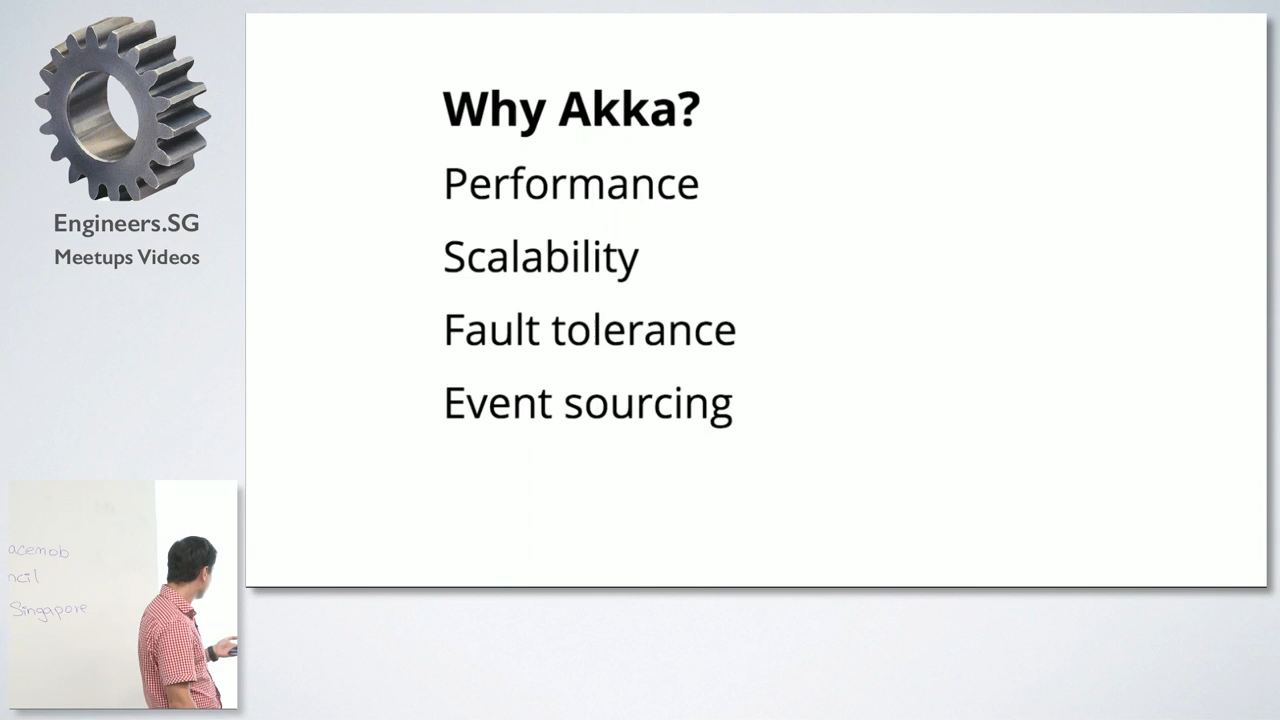 Engineers.SG
Meetups Videos
Why Akka?
Performance
Scalability
Fault tolerance
Event sourcing
acemob
ncil
Singapore